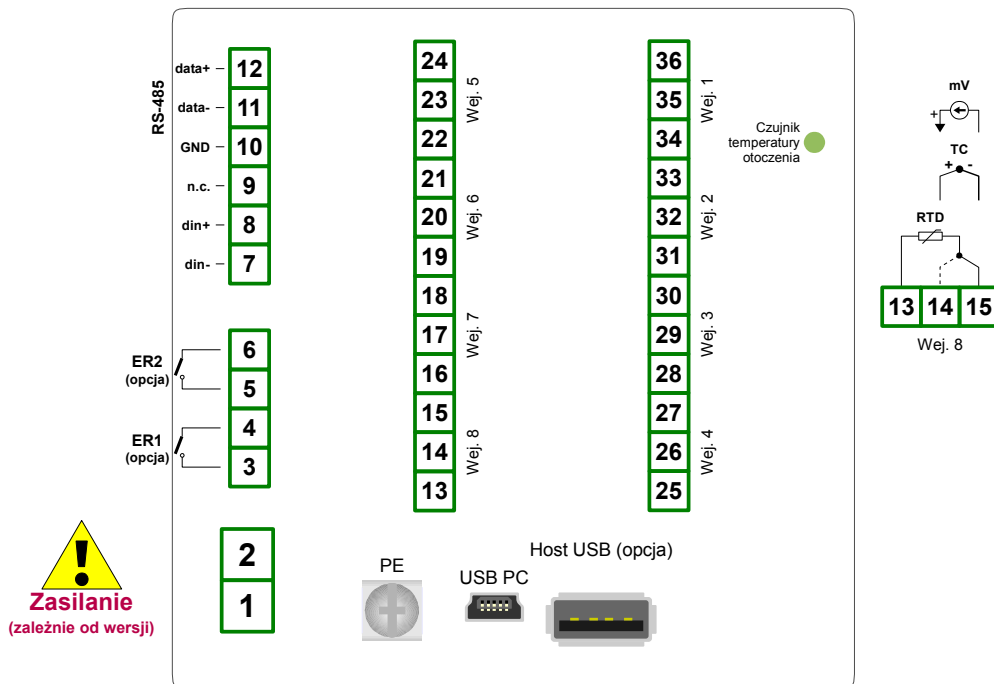 RS-485
data+
12
data-
11
GND
10
n.c.
9
din+
8
din-
7
ER2
(opcja)
6
5
ER1
(opcja)
4
3
Zasilanie
(zależnie od wersji)
2
1
24
23
22
Wej. 5
21
20
19
Wej. 6
18
17
16
Wej. 7
15
14
13
Wej. 8
36
35
34
Wej. 1
33
32
31
Wej. 2
30
29
28
Wej. 3
27
26
25
Wej. 4
Czujnik
temperatury
otoczenia
PE
USB PC
Host USB (opcja)
mV
+
TC
+ -
RTD
13 14 15
Wej. 8